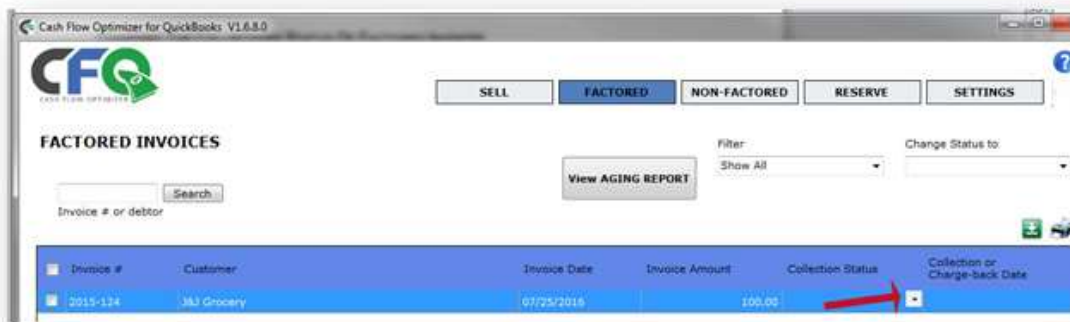 Cash Flow Optimizer for QuickBooks V1.6.8.0
CFO
CASH FLOW OPTIMIZER
SELL
FACTORED
NON-FACTORED
RESERVE
SETTINGS
?
FACTORED INVOICES
Filter
Change Status to
View AGING REPORT
Show All
Search
Invoice # or debtor
Invoice #
Customer
Invoice Date
Invoice Amount
Collection Status
Collection or
Charge-back Date
2015-124
J&J Grocery
07/25/2016
100.00